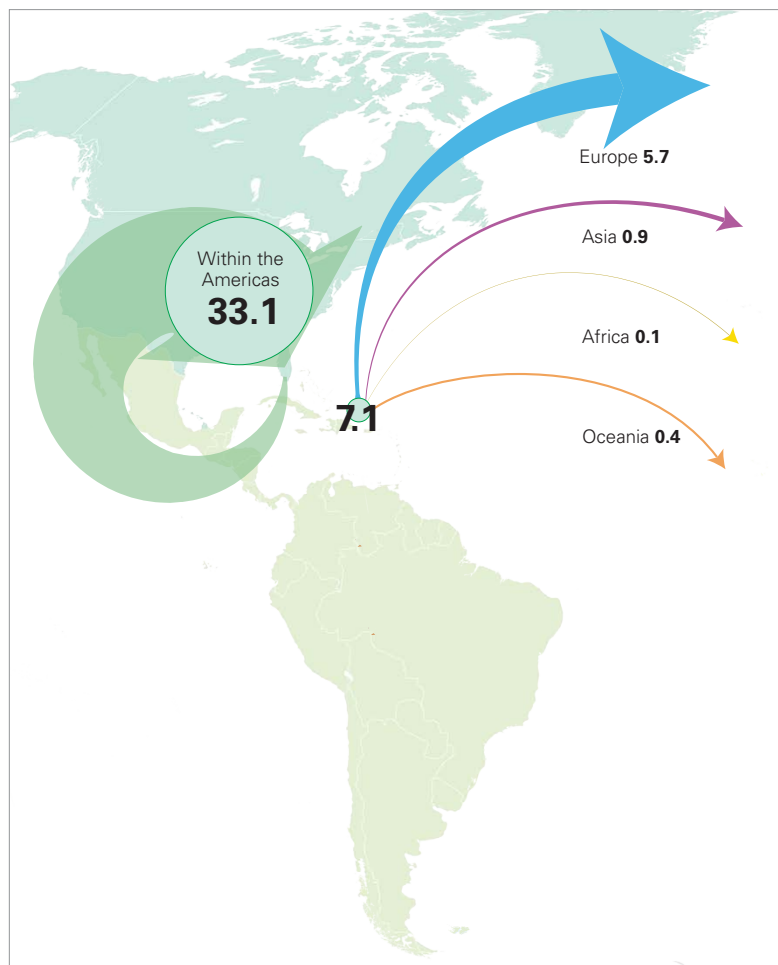 Europe 5.7
Within the
Americas
33.1
Asia 0.9
Africa 0.1
7.1
Oceania 0.4